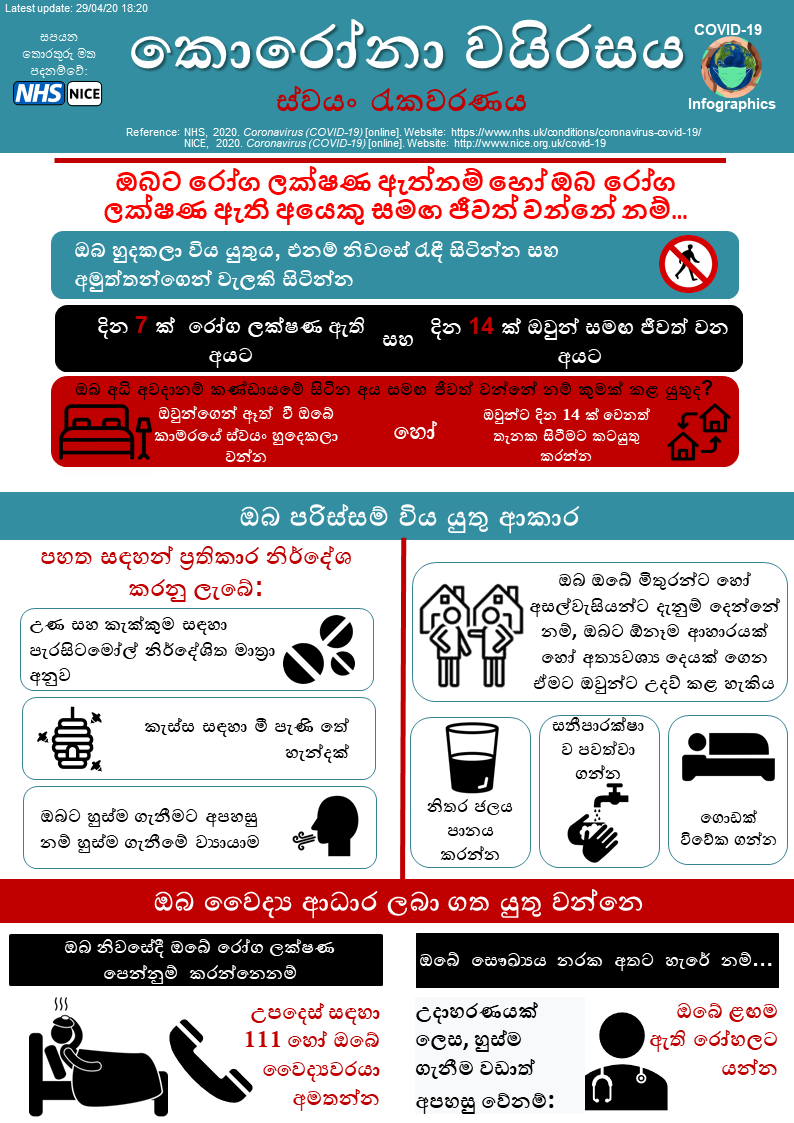 Latest update: 29/04/20 18:20
සපයන
තොරතුරු මත
පදනම්වේ:
NHS NICE
කොරෝනා වයිරසය
ස්වයං රැකවරණය
COVID-19
Infographics
Reference: NHS, 2020. Coronavirus (COVID-19) [online]. Website: https://www.nhs.uk/conditions/coronavirus-covid-19/
NICE, 2020. Coronavirus (COVID-19) [online]. Website: http://www.nice.org.uk/covid-19
ඔබට රෝග ලක්ෂණ ඇත්නම් හෝ ඔබ රෝග
ලක්ෂණ ඇති අයෙකු සමඟ ජීවත් වන්නේ නම්...
ඔබ හුදකලා විය යුතුය, එනම් නිවසේ රැඳී සිටින්න සහ
අමුත්තන්ගෙන් වැලකි සිටින්න
දින 7 ක් රෝග ලක්ෂණ ඇති
අයට
සහ
දින 14 ක් ඔවුන් සමඟ ජීවත් වන
අයට
ඔබ අධි අවදානම් කණ්ඩායමේ සිටින අය සමඟ ජීවත් වන්නේ නම් කුමක් කළ යුතුද?
ඔවුන්ගෙන් ඈත් වී ඔබේ
කාමරයේ ස්වයං හුදෙකලා
වන්න
හෝ
ඔවුන්ට දින 14 ක් වෙනත්
තැනක සිටීමට කටයුතු
කරන්න
ඔබ පරිස්සම් විය යුතු ආකාර
පහත සඳහන් ප්‍රතිකාර නිර්දේශ
කරනු ලැබේ:
උණ සහ කැක්කුම සඳහා
පැරසිටමෝල් නිර්දේශිත මාත්‍රා
අනුව
කැස්ස සඳහා මී පැණි තේ
හැන්දක්
ඔබට හුස්ම ගැනීමට අපහසු
නම් හුස්ම ගැනීමේ ව්‍යායාම
ඔබ ඔබේ මිතුරන්ට හෝ
අසල්වැසියන්ට දැනුම් දෙන්නේ
නම්, ඔබට ඕනෑම ආහාරයක්
හෝ අත්‍යවශ්‍ය දෙයක් ගෙන
ඒමට ඔවුන්ට උදව් කළ හැකිය
නිතර ජලය
පානය
කරන්න
සනීපාරක්ෂා
ව පවත්වා
ගන්න
ගොඩක්
විවේක ගන්න
ඔබ වෛද්‍ය ආධාර ලබා ගත යුතු වන්නෙ
ඔබ නිවසේදී ඔබේ රෝග ලක්ෂණ
පෙන්නුම් කරන්නෙනම්
උපදෙස් සඳහා
111 හෝ ඔබේ
වෛද්‍යවරයා
අමතන්න
ඔබේ සෞඛ්‍යය නරක අතට හැරේ නම්...
උදාහරණයක්
ලෙස, හුස්ම
ගැනීම වඩාත්
අපහසු වේනම්:
ඔබේ ළඟම
ඇති රෝහලට
යන්න